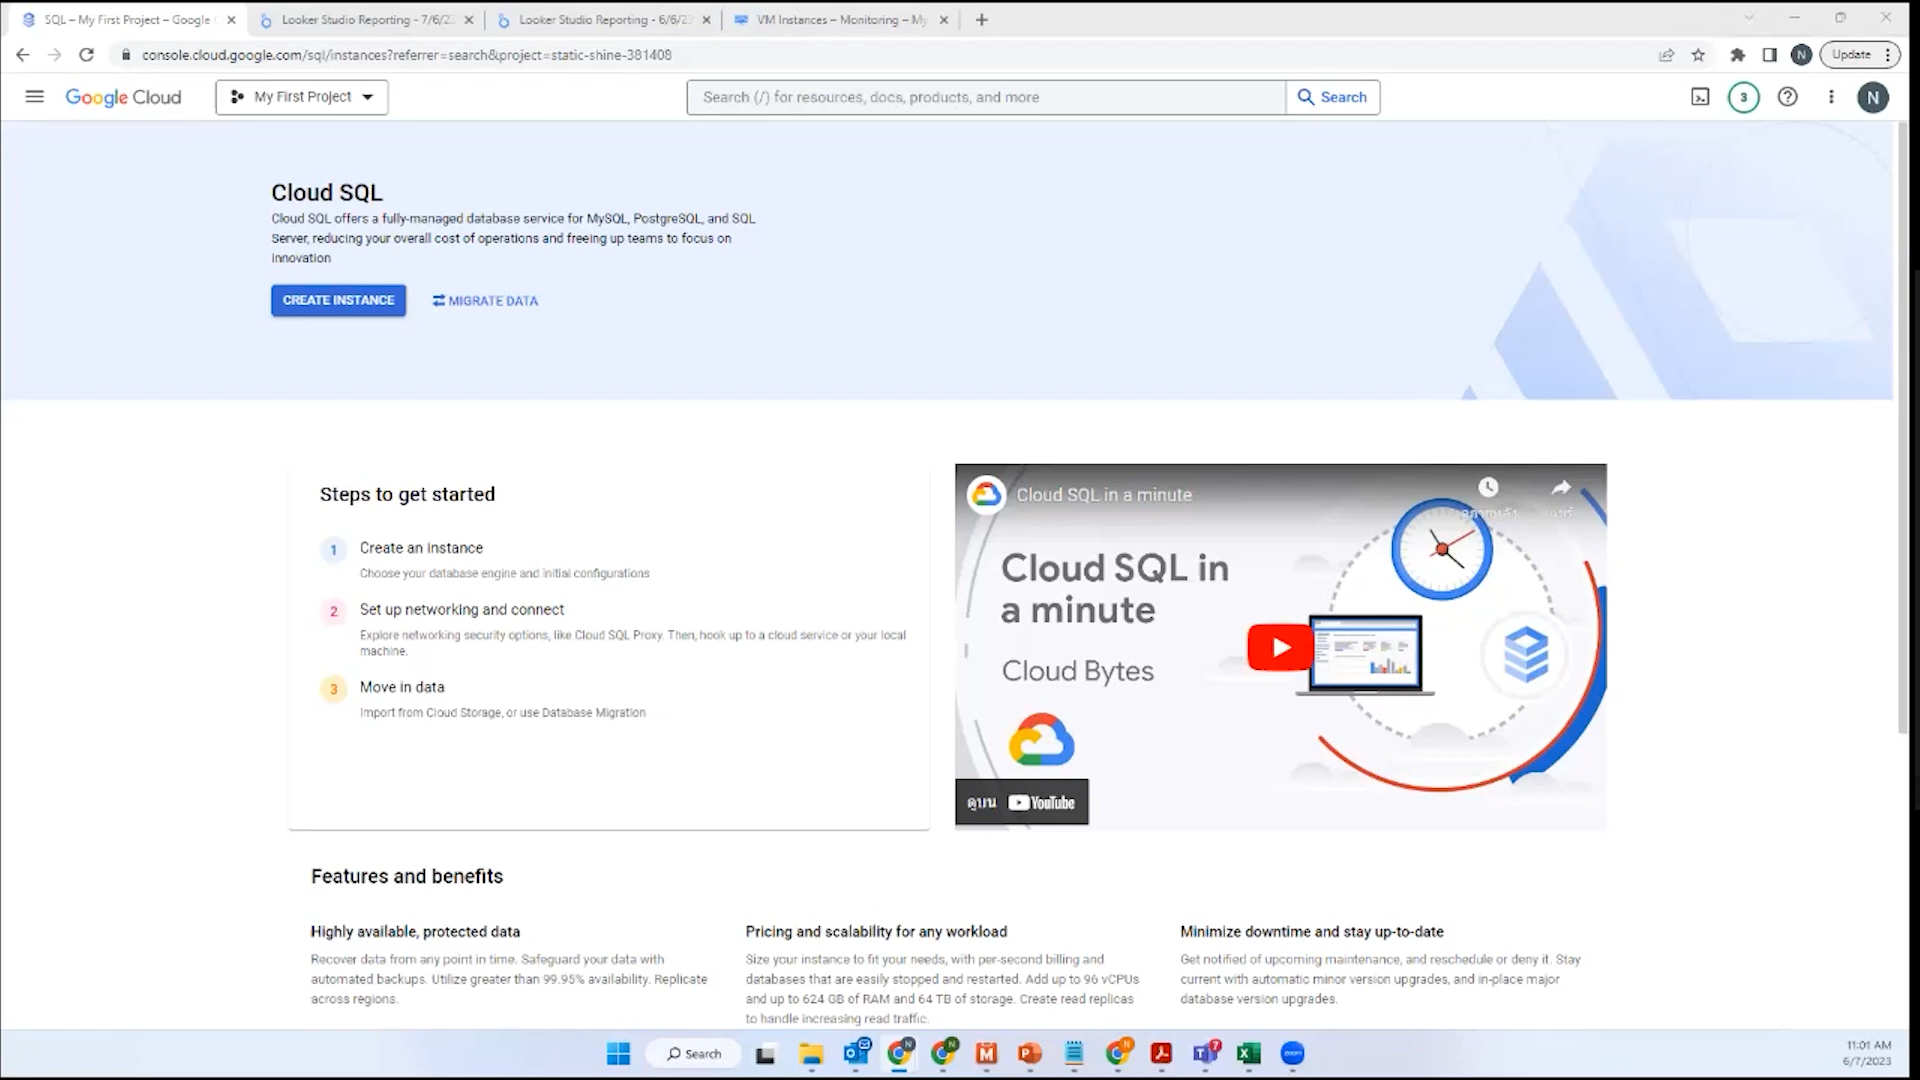 SQL – My First Project – Google C
Looker Studio Reporting - 7/6/23
Looker Studio Reporting - 6/6/23
VM Instances – Monitoring – My
console.cloud.google.com/sql/instances?referrer=search&project=static-shine-381408
N
Update
Google Cloud
My First Project
Search (/) for resources, docs, products, and more
Search
3
N
Cloud SQL
Cloud SQL offers a fully-managed database service for MySQL, PostgreSQL, and SQL
Server, reducing your overall cost of operations and freeing up teams to focus on
innovation
CREATE INSTANCE
MIGRATE DATA
Steps to get started
1
Create an instance
Choose your database engine and initial configurations
2
Set up networking and connect
Explore networking security options, like Cloud SQL Proxy. Then, hook up to a cloud service or your local
machine.
3
Move in data
Import from Cloud Storage, or use Database Migration
Cloud SQL in a minute
ดูภายหลัง
แชร์
Cloud SQL in
a minute
Cloud Bytes
ดูบน YouTube
Features and benefits
Highly available, protected data
Recover data from any point in time. Safeguard your data with
automated backups. Utilize greater than 99.95% availability. Replicate
across regions.
Pricing and scalability for any workload
Size your instance to fit your needs, with per-second billing and
databases that are easily stopped and restarted. Add up to 96 vCPUs
and up to 624 GB of RAM and 64 TB of storage. Create read replicas
to handle increasing read traffic.
Minimize downtime and stay up-to-date
Get notified of upcoming maintenance, and reschedule or deny it. Stay
current with automatic minor version upgrades, and in-place major
database version upgrades.
Search
zoom
11:01 AM
6/7/2023